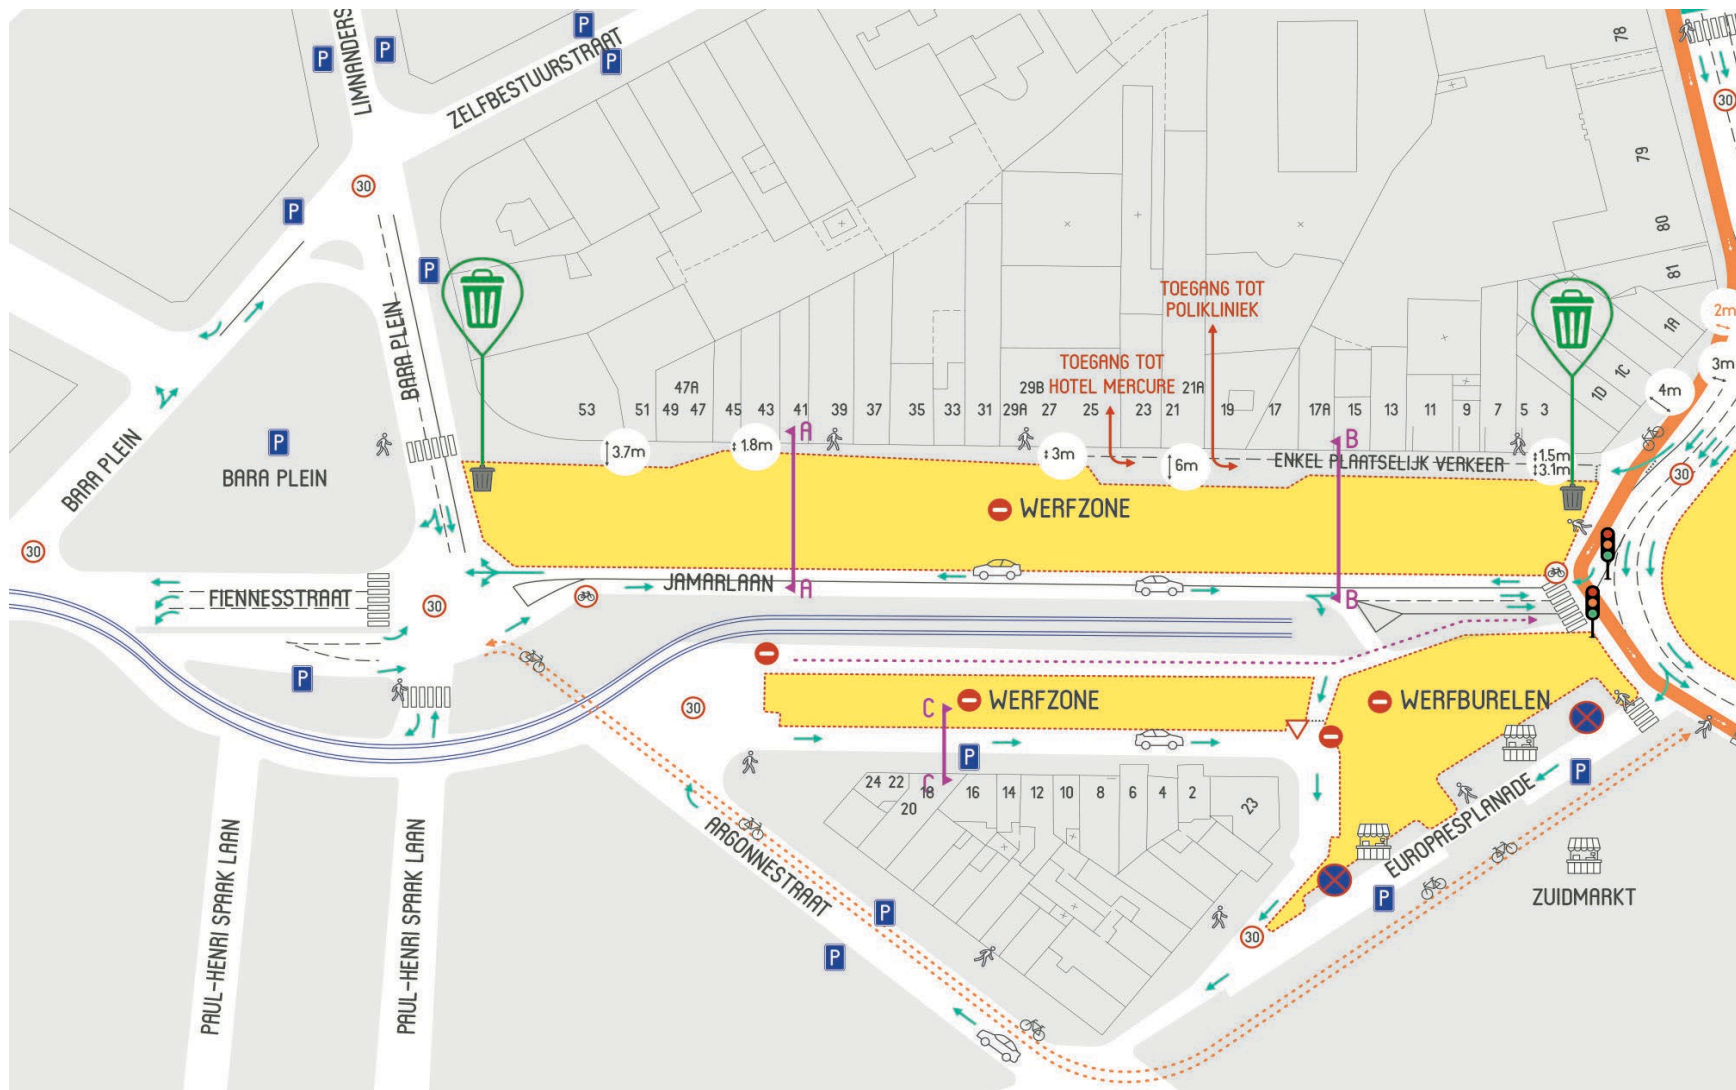 LIMNANDERS
P
P
P
P
ZELFBESTUURSTRAAT
78
30
79
80
81
30
P
P
BARA PLEIN
BARA PLEIN
P
BARA PLEIN
TOEGANG TOT
POLIKLINIEK
TOEGANG TOT
HOTEL MERCURE
2m
3m
4m
1A
1C
1D
47A
29B
21A
53
51
49
47
45
43
41
39
37
35
33
31
29A
27
25
23
21
19
17
17A
15
13
11
9
7
5
3
3.7m
1.8m
A
3m
6m
B
ENKEL PLAATSELIJK VERKEER
1.5m
3.1m
30
WERFZONE
30
JAMARLAAN
A
B
FIENNESSTRAAT
30
P
30
WERFZONE
C
C
WERFBURELEN
P
P
24
22
20
18
16
14
12
10
8
6
4
2
23
EUROPAESPLANADE
ZUIDMARKT
P
30
ARGONNESTRAAT
P
P
PAUL-HENRI SPAAK LAAN
PAUL-HENRI SPAAK LAAN